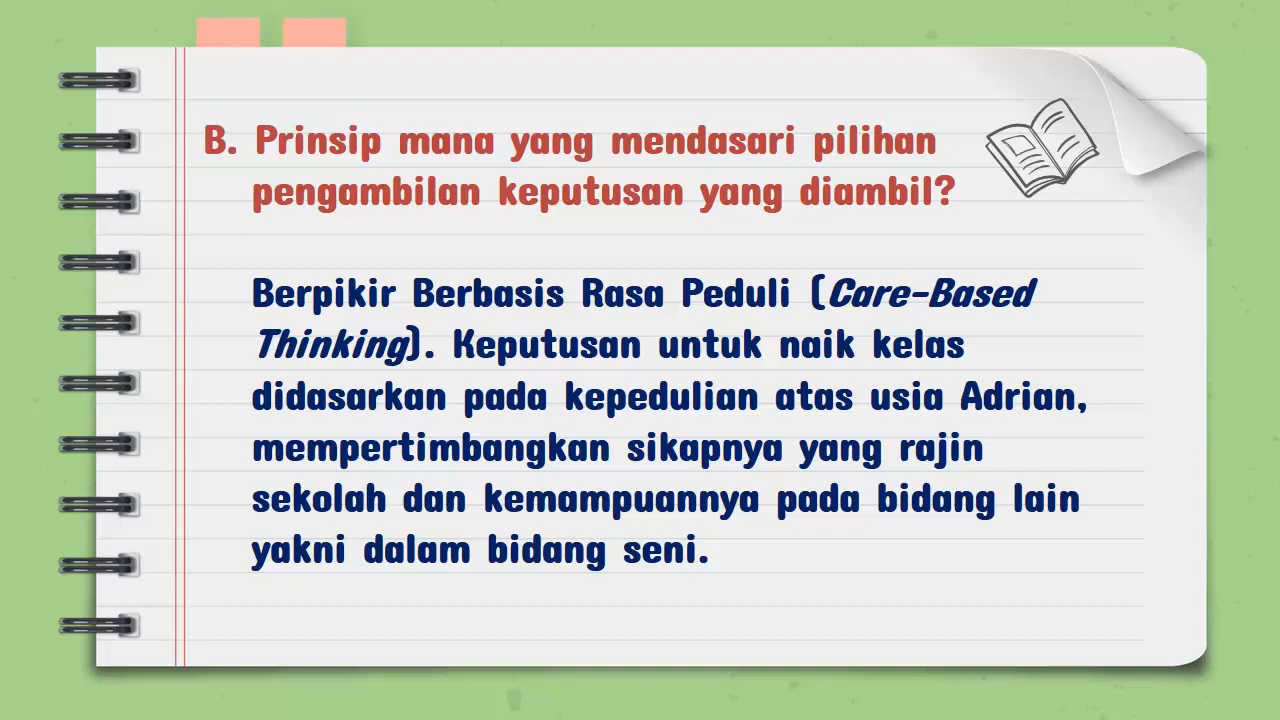 B. Prinsip mana yang mendasari pilihan
pengambilan keputusan yang diambil?
Berpikir Berbasis Rasa Peduli (Care-Based
Thinking). Keputusan untuk naik kelas
didasarkan pada kepedulian atas usia Adrian,
mempertimbangkan sikapnya yang rajin
sekolah dan kemampuannya pada bidang lain
yakni dalam bidang seni.